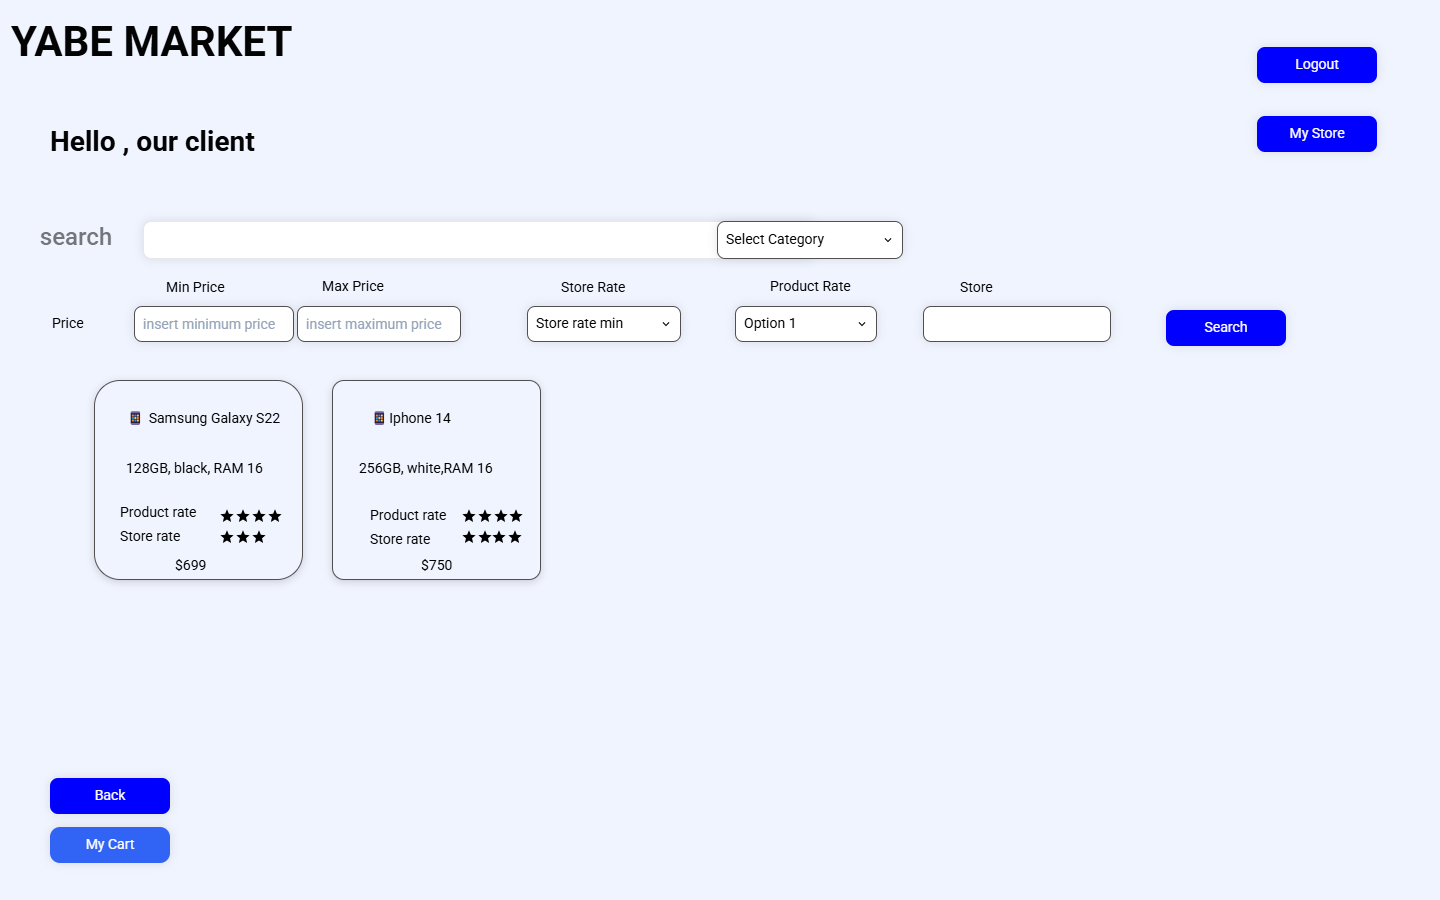 YABE MARKET
Logout
Hello , our client
My Store
search
Select Category
Min Price
Max Price
Store Rate
Product Rate
Store
Price
insert minimum price
insert maximum price
Store rate min
Option 1
Search
Samsung Galaxy S22
128GB, black, RAM 16
Product rate
Store rate
$699
Iphone 14
256GB, white,RAM 16
Product rate
Store rate
$750
Back
My Cart